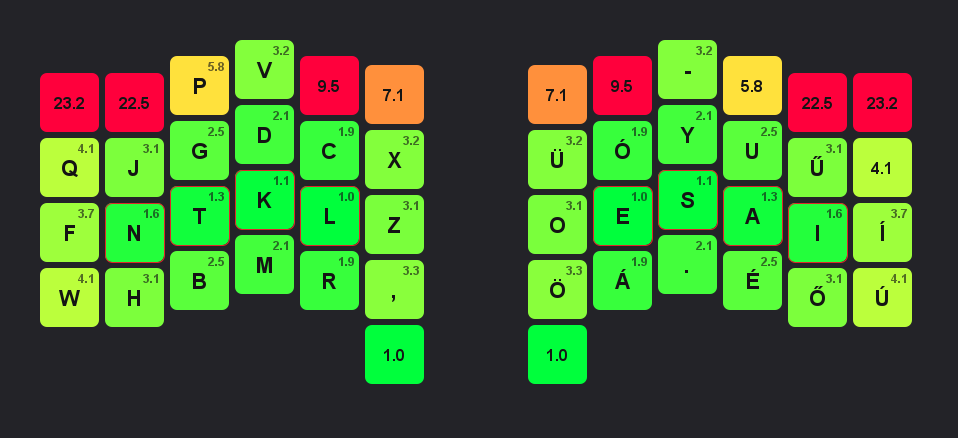 23.2 22.5 P 5.8 V 3.2 9.5 7.1 7.1 9.5 - 3.2 5.8 22.5 23.2
Q 4.1 J 3.1 G 2.5 D 2.1 C 1.9 X 3.2 Ü 3.2 Ó 1.9 Y 2.1 U 2.5 Ű 3.1 4.1
F 3.7 N 1.6 T 1.3 K 1.1 L 1.0 Z 3.1 O 3.1 E 1.0 S 1.1 A 1.3 I 1.6 Í 3.7
W 4.1 H 3.1 B 2.5 M 2.1 R 1.9 , 3.3 Ö 3.3 Á 1.9 . 2.1 É 2.5 Ő 3.1 Ú 4.1
1.0 1.0